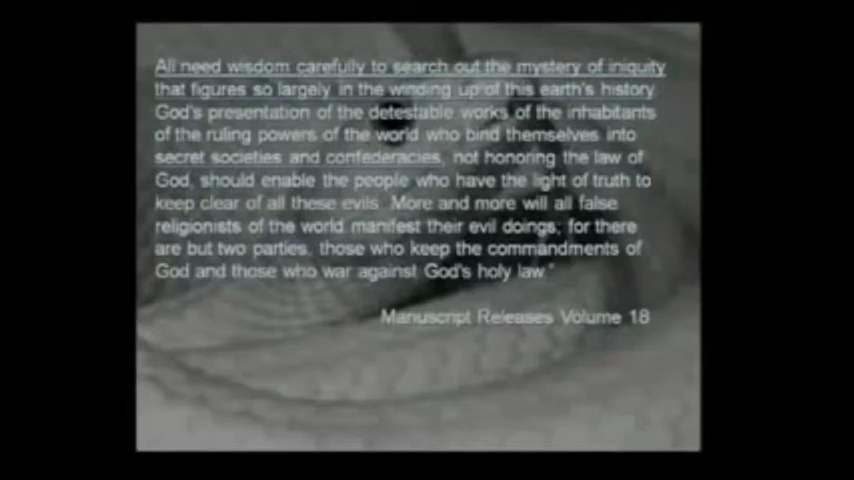 All need wisdom carefully to search out the mystery of iniquity
that figures so largely in the winding up of this earth's history.
God's presentation of the detestable works of the inhabitants
of the ruling powers of the world who bind themselves into
secret societies and confederacies, not honoring the law of
God, should enable the people who have the light of truth to
keep clear of all these evils. More and more will all false
religionists of the world manifest their evil doings; for there
are but two parties, those who keep the commandments of
God and those who war against God's holy law."
Manuscript Releases Volume 18